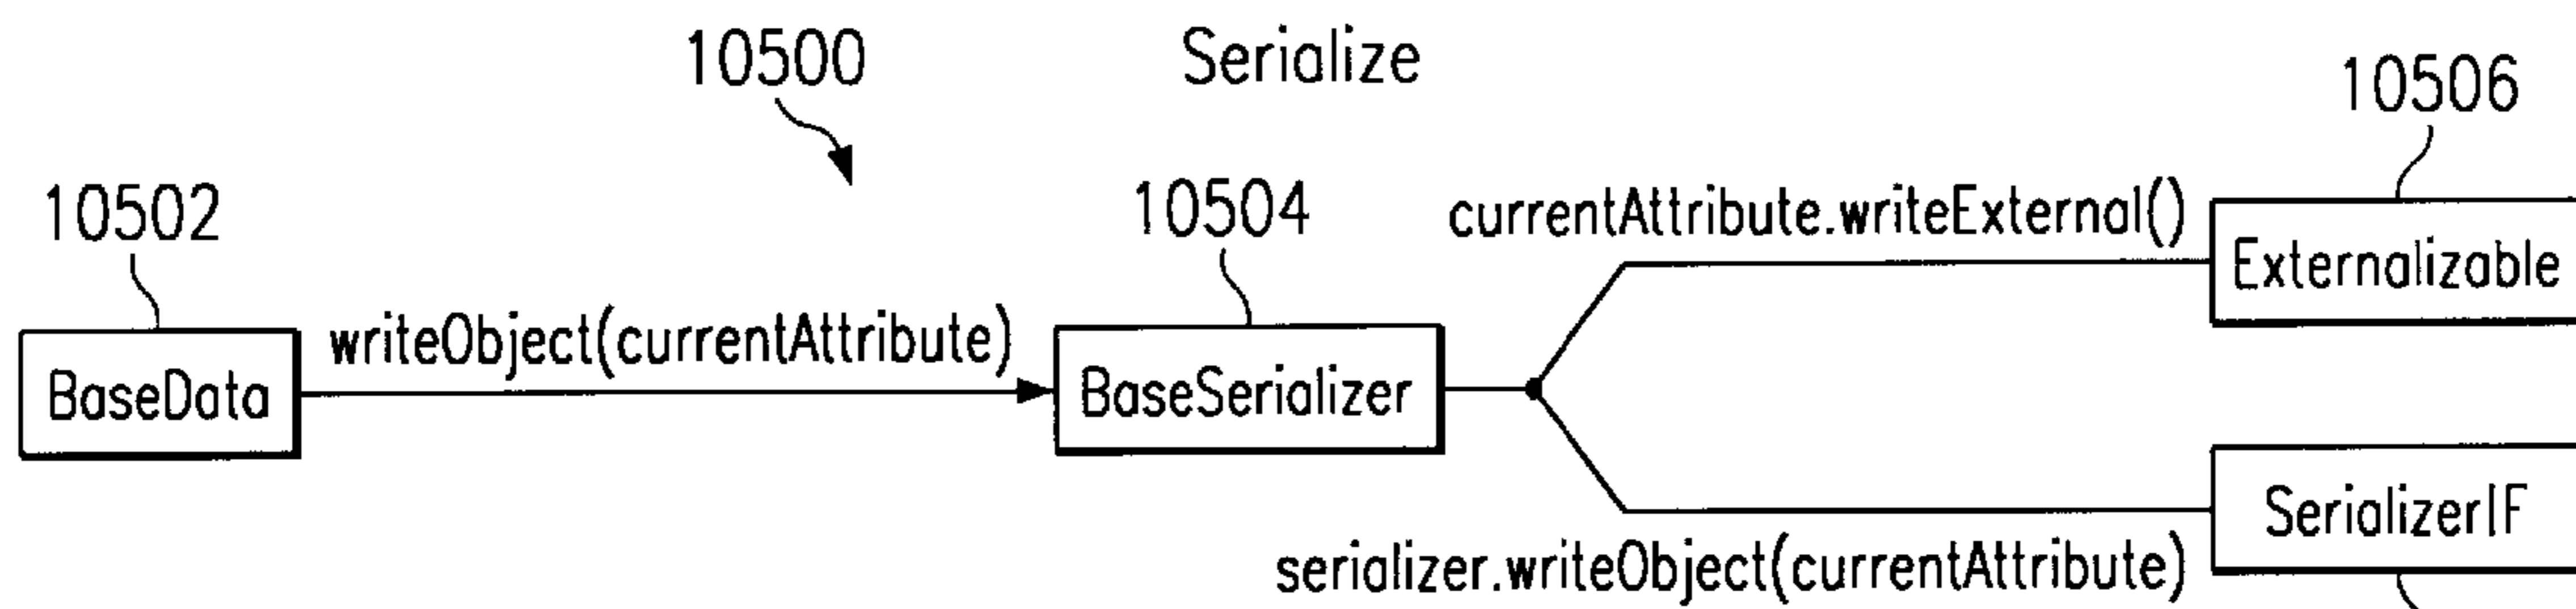 Serialize
10500
10506
10502
10504
currentAttribute.writeExternal()
Externalizable
writeObject(currentAttribute)
BaseData
BaseSerializer
SerializerIF
serializer.writeObject(currentAttribute)